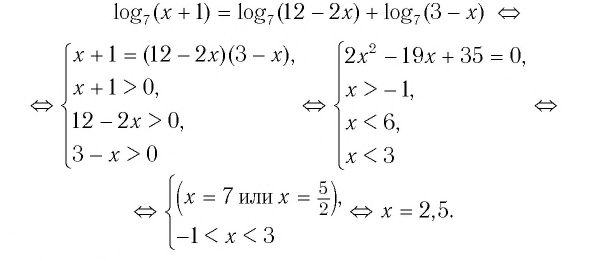 log₇(x + 1) = log₇(12 − 2x) + log₇(3 − x) ⇔
⇔ { x + 1 = (12 − 2x)(3 − x), x + 1 > 0, 12 − 2x > 0, 3 − x > 0 ⇔ { 2x² − 19x + 35 = 0, x > −1, x < 6, x < 3 ⇔
⇔ { (x = 7 или x = 5/2), −1 < x < 3 ⇔ x = 2,5.